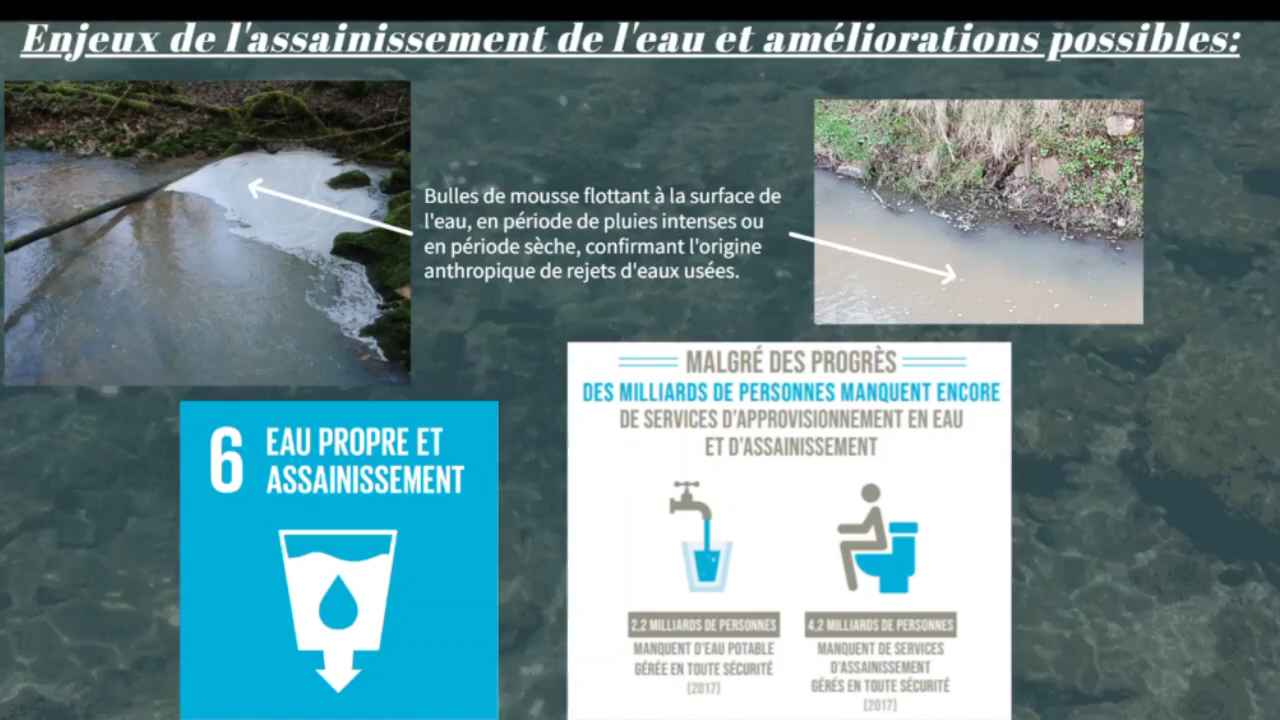 Enjeux de l'assainissement de l'eau et améliorations possibles:
Bulles de mousse flottant à la surface de
l'eau, en période de pluies intenses ou
en période sèche, confirmant l'origine
anthropique de rejets d'eaux usées.
6 EAU PROPRE ET
ASSAINISSEMENT
MALGRÉ DES PROGRÈS
DES MILLIARDS DE PERSONNES MANQUENT ENCORE
DE SERVICES D'APPROVISIONNEMENT EN EAU
ET D'ASSAINISSEMENT
2,2 MILLIARDS DE PERSONNES
MANQUENT D'EAU POTABLE
GÉRÉE EN TOUTE SÉCURITÉ
(2017)
4,2 MILLIARDS DE PERSONNES
MANQUENT DE SERVICES
D'ASSAINISSEMENT
GÉRÉS EN TOUTE SÉCURITÉ
(2017)